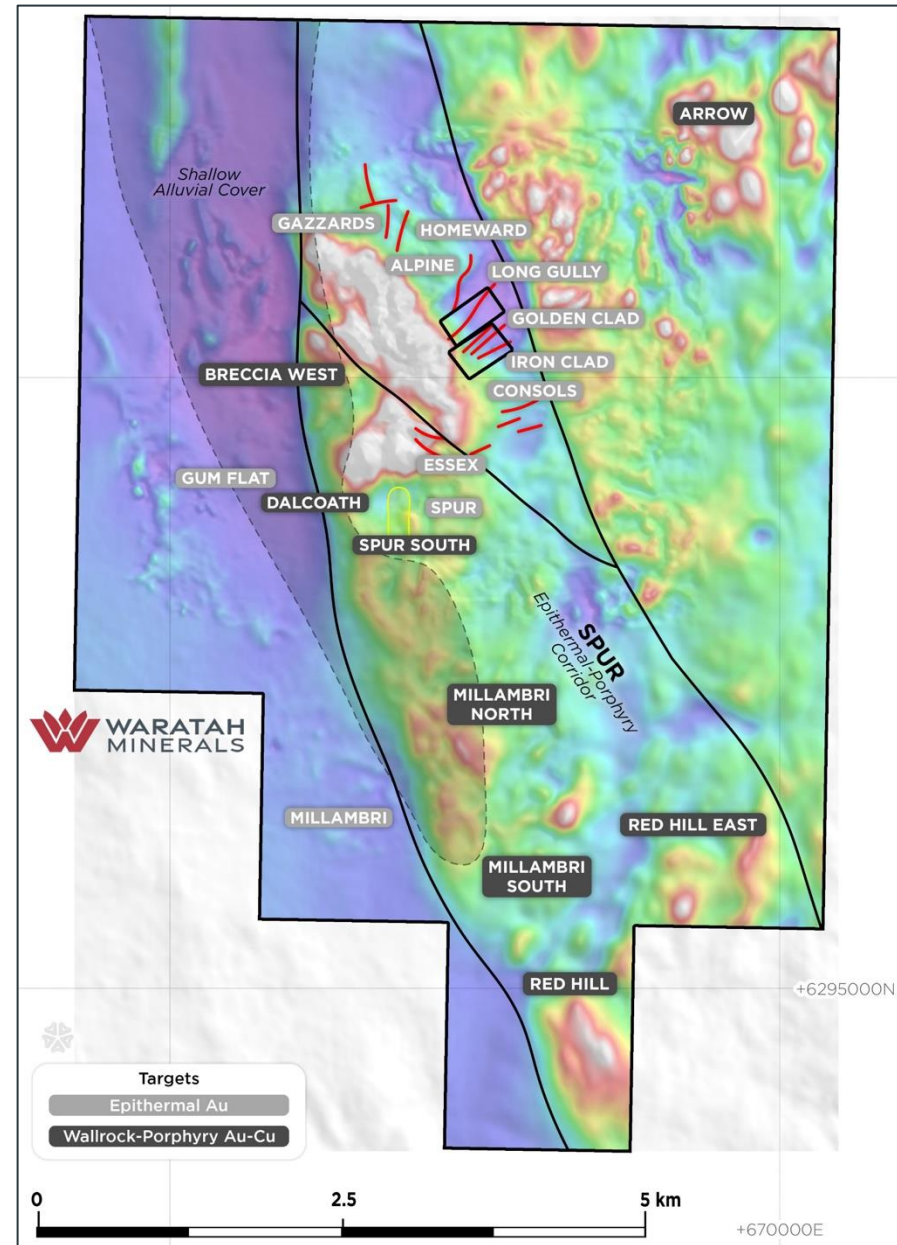 ARROW
Shallow
Alluvial Cover
GAZZARDS
HOMEWARD
ALPINE
LONG GULLY
GOLDEN CLAD
IRON CLAD
BRECCIA WEST
CONSOLS
ESSEX
GUM FLAT
DALCOATH
SPUR
SPUR SOUTH
SPUR
Epithermal-Porphyry
Corridor
MILLAMBRI
NORTH
WARATAH
MINERALS
MILLAMBRI
RED HILL EAST
MILLAMBRI
SOUTH
RED HILL
+6295000N
Targets
Epithermal Au
Wallrock-Porphyry Au-Cu
0 2.5 5 km
+670000E